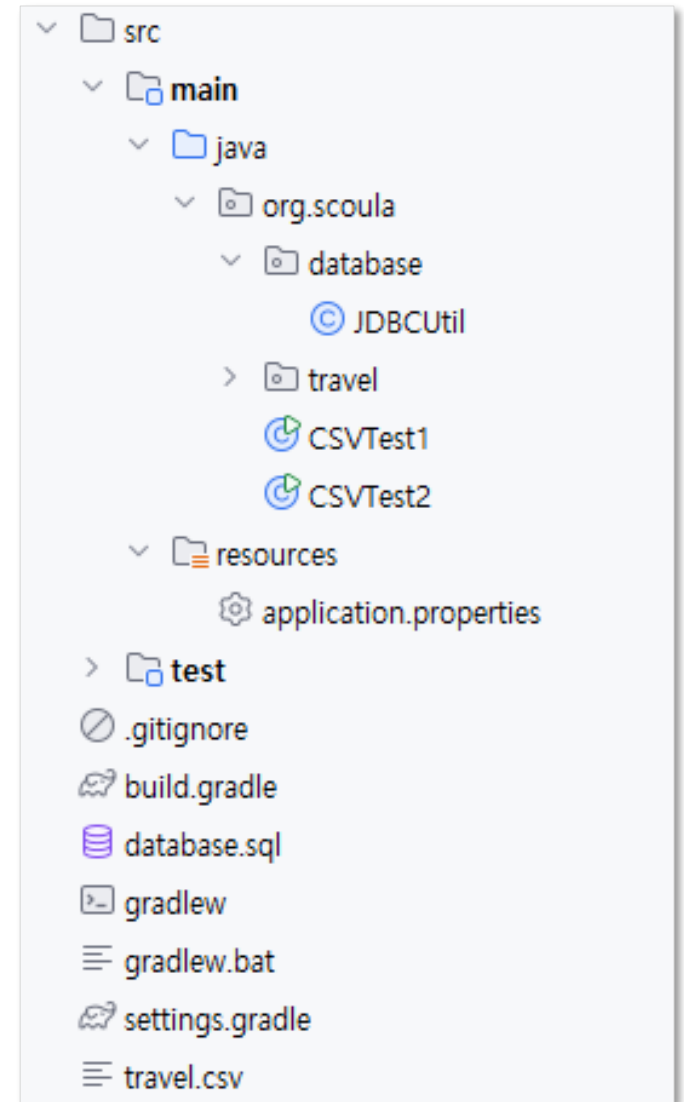 src
main
java
org.scoula
database
JDBCUtil
travel
CSVTest1
CSVTest2
resources
application.properties
test
.gitignore
build.gradle
database.sql
gradlew
gradlew.bat
settings.gradle
travel.csv